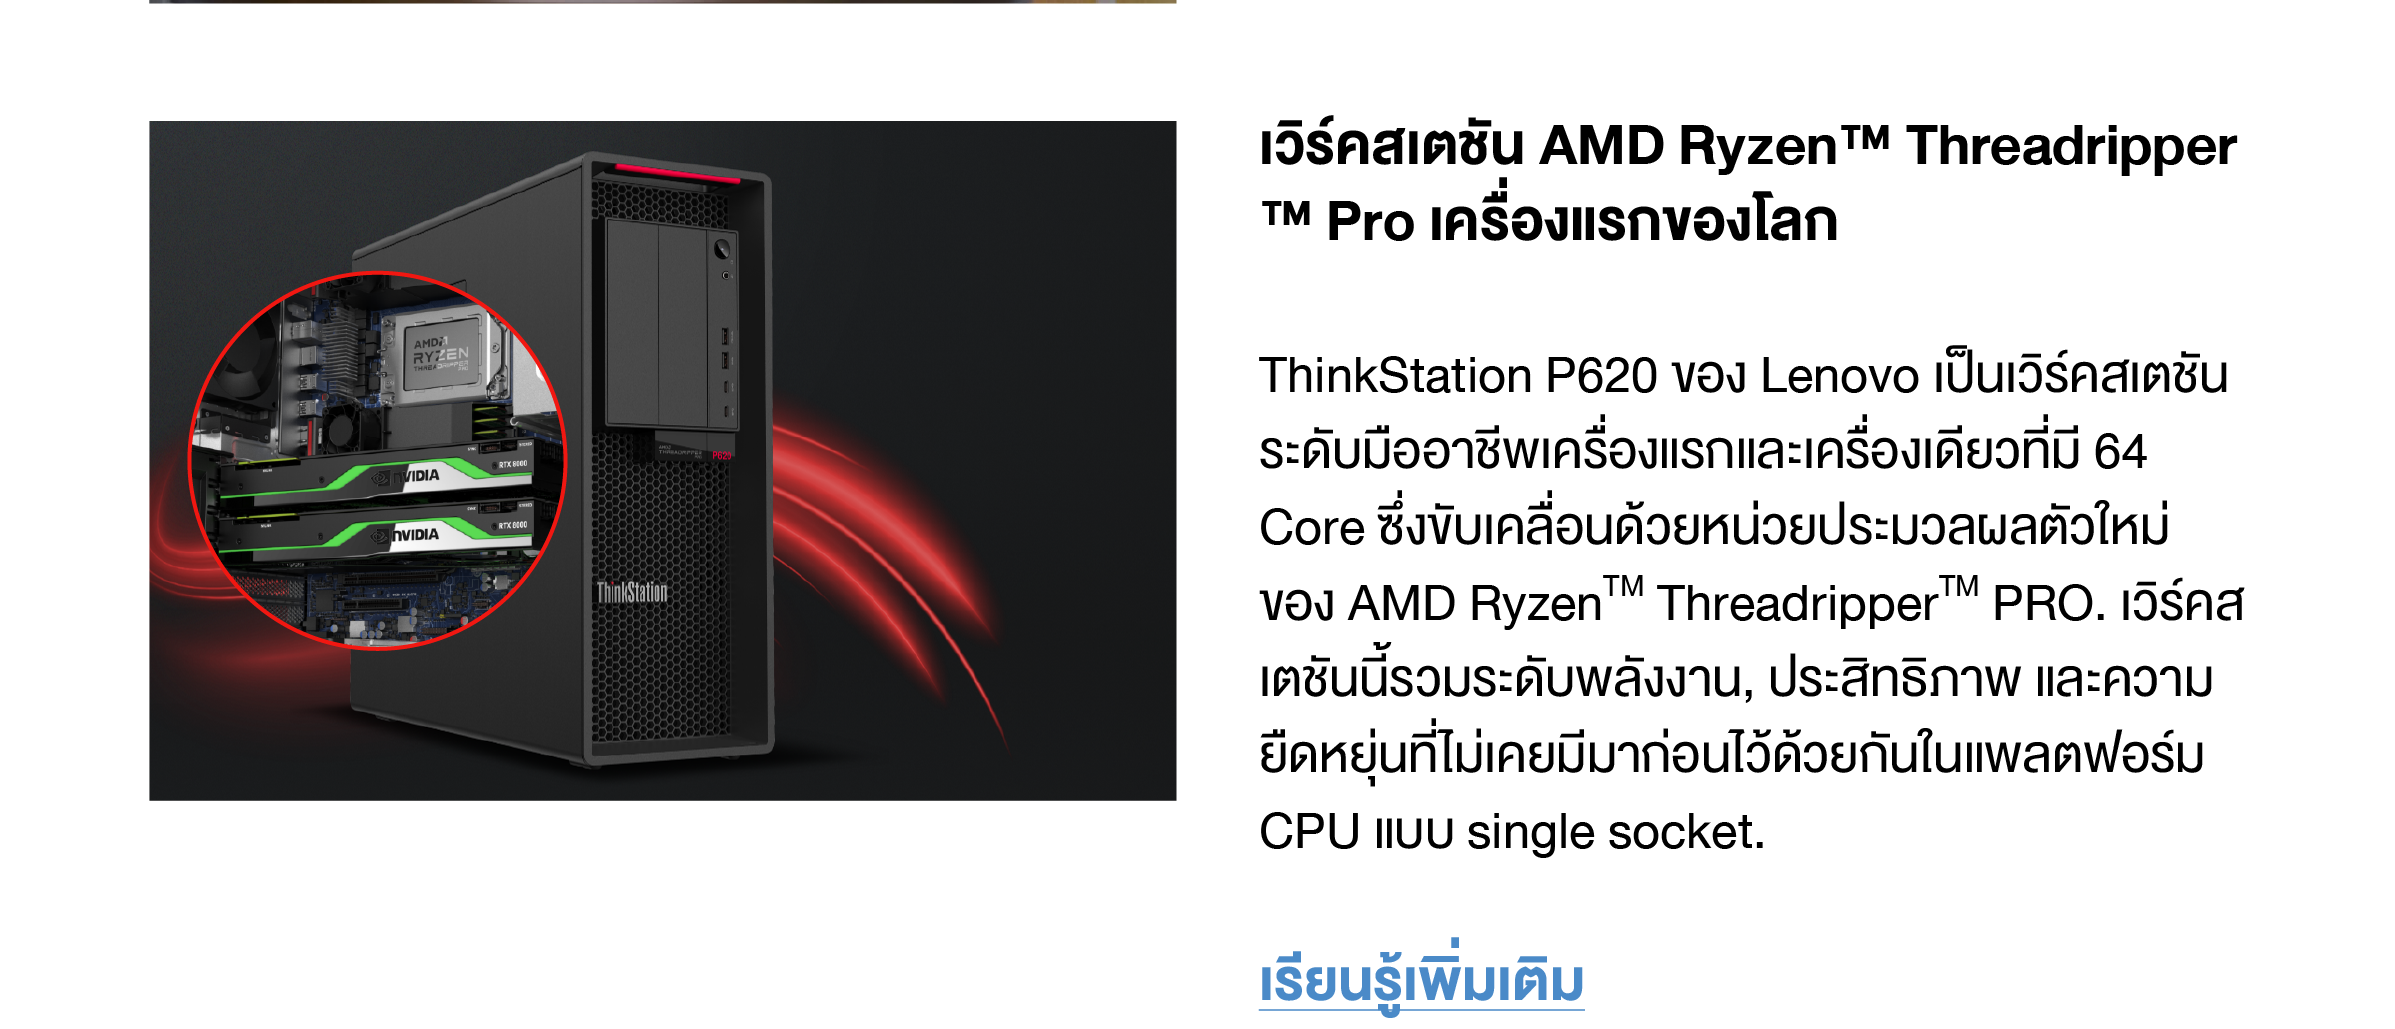 เวิร์คสเตชัน AMD Ryzen™ Threadripper
™ Pro เครื่องแรกของโลก
ThinkStation P620 ของ Lenovo เป็นเวิร์คสเตชัน
ระดับมืออาชีพเครื่องแรกและเครื่องเดียวที่มี 64
Core ซึ่งขับเคลื่อนด้วยหน่วยประมวลผลตัวใหม่
ของ AMD Ryzen™ Threadripper™ PRO. เวิร์คส
เตชันนี้รวมระดับพลังงาน, ประสิทธิภาพ และความ
ยืดหยุ่นที่ไม่เคยมีมาก่อนไว้ด้วยกันในแพลตฟอร์ม
CPU แบบ single socket.
เรียนรู้เพิ่มเติม
AMD
RYZEN
THREADRIPPER
PRO
RTX 8000
NVIDIA
RTX 8000
NVIDIA
AMD
THREADRIPPER
P620
ThinkStation